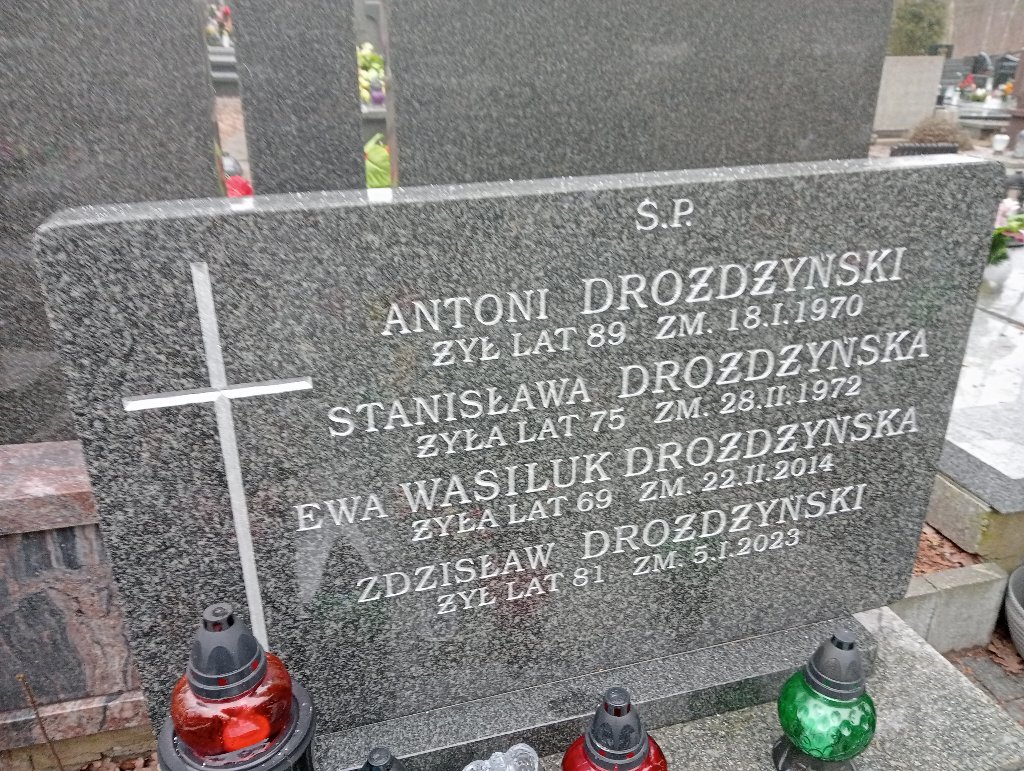 Ś.P.
ANTONI DROŻDŻYŃSKI
ŻYŁ LAT 89 ZM. 18.I.1970
STANISŁAWA DROŻDŻYŃSKA
ŻYŁA LAT 75 ZM. 28.II.1972
EWA WASILUK DROŻDŻYŃSKA
ŻYŁA LAT 69 ZM. 22.II.2014
ZDZISŁAW DROŻDŻYŃSKI
ŻYŁ LAT 81 ZM. 5.I.2023